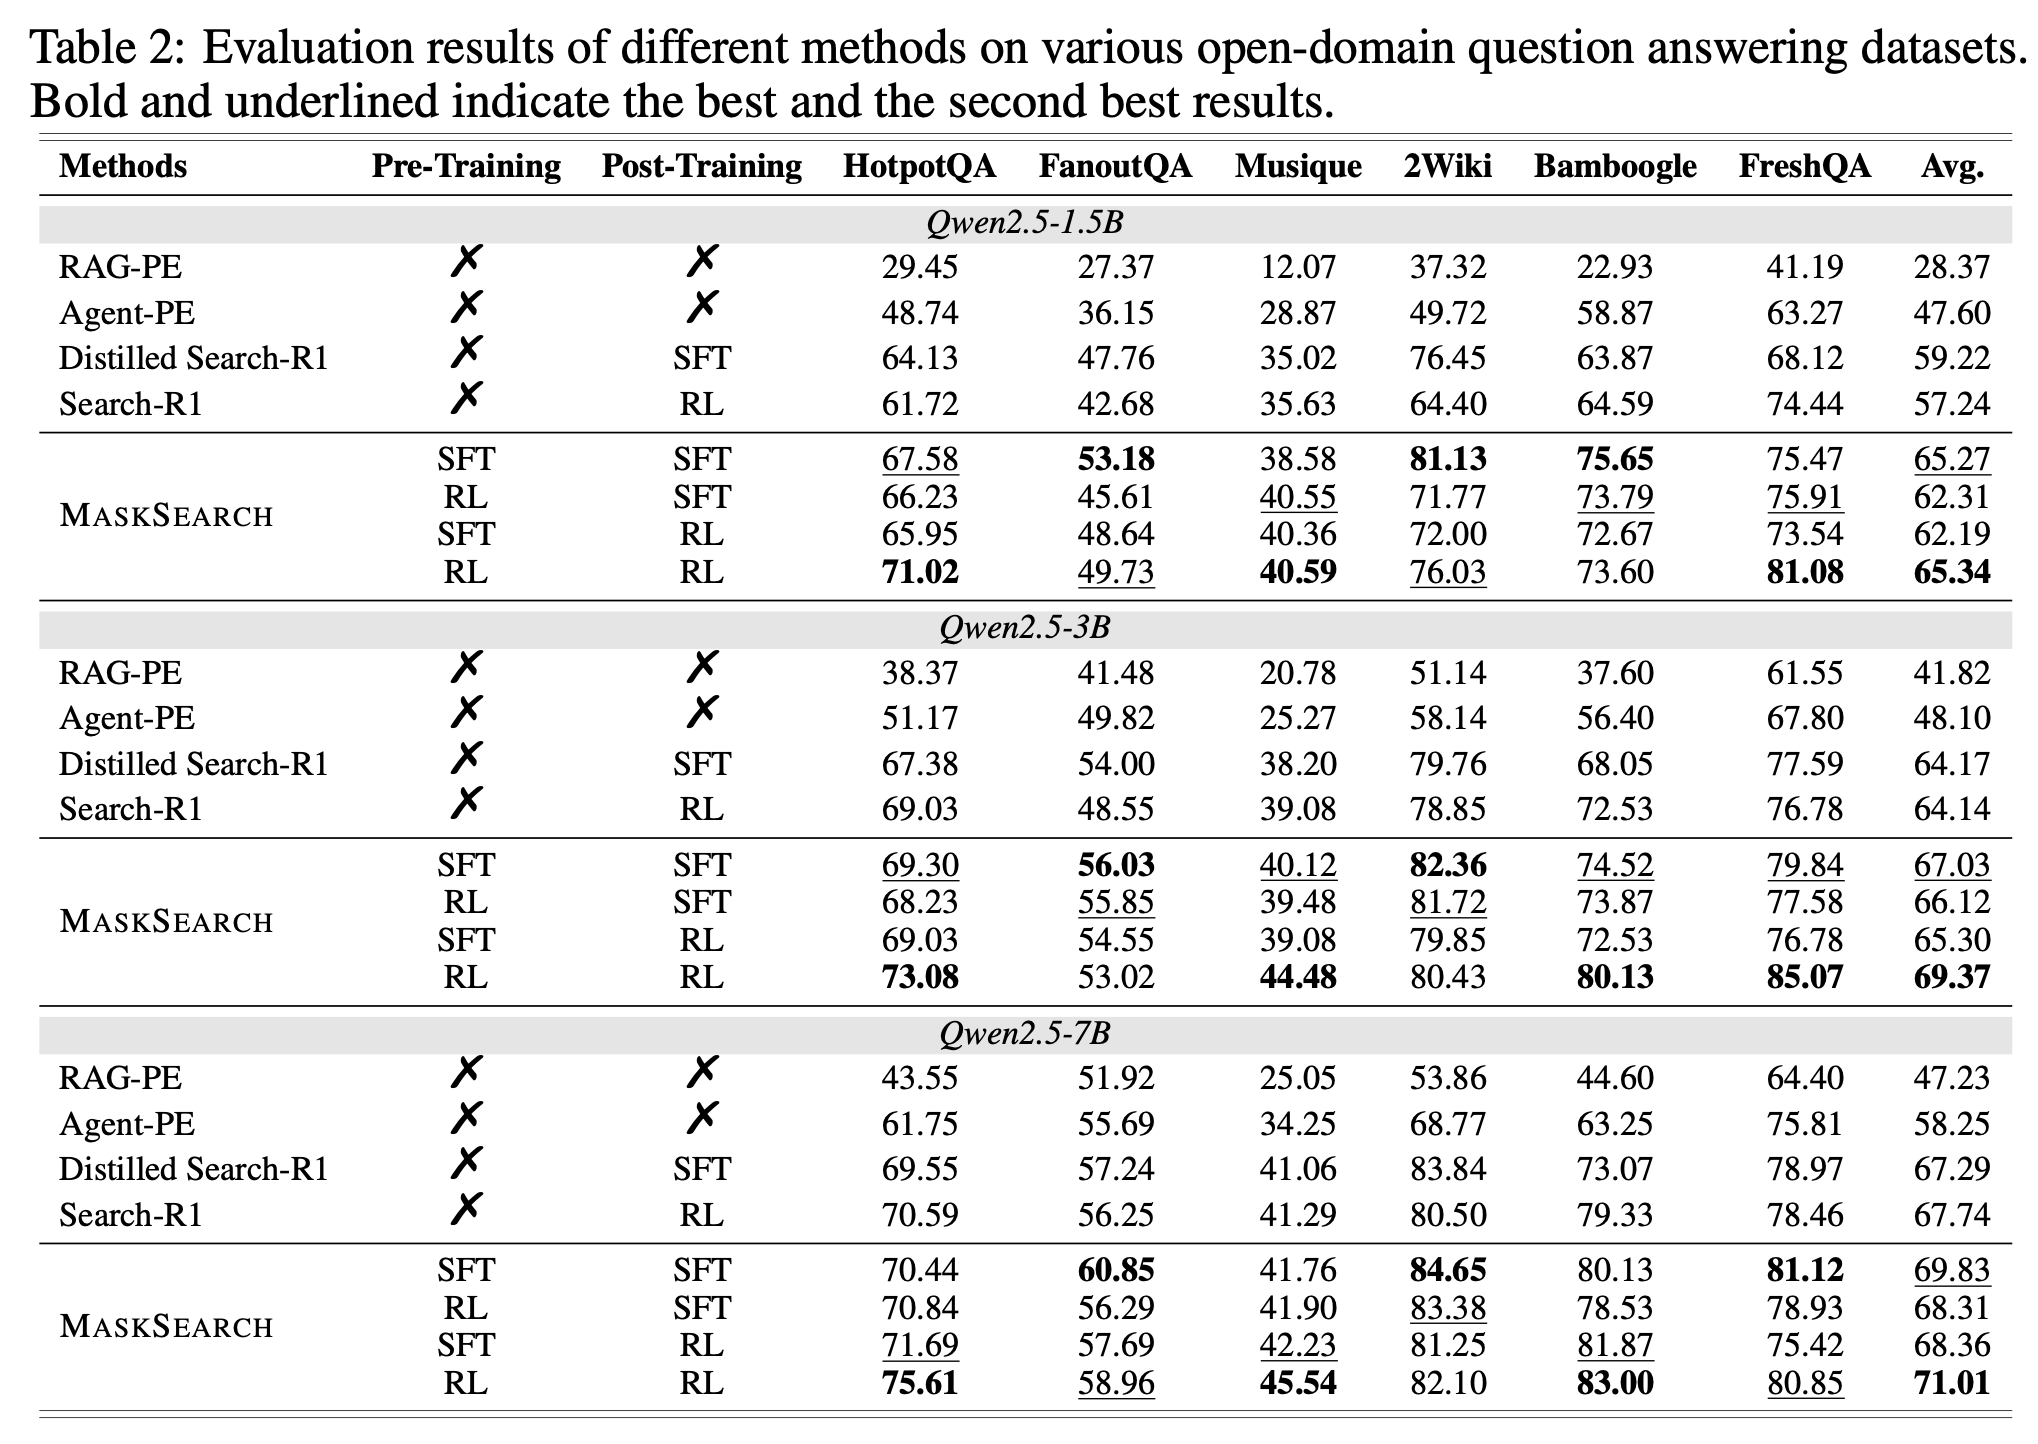 Table 2: Evaluation results of different methods on various open-domain question answering datasets.
Bold and underlined indicate the best and the second best results.
Methods Pre-Training Post-Training HotpotQA FanoutQA Musique 2Wiki Bamboogle FreshQA Avg.
Qwen2.5-1.5B
RAG-PE ✗ ✗ 29.45 27.37 12.07 37.32 22.93 41.19 28.37
Agent-PE ✗ ✗ 48.74 36.15 28.87 49.72 58.87 63.27 47.60
Distilled Search-R1 ✗ SFT 64.13 47.76 35.02 76.45 63.87 68.12 59.22
Search-R1 ✗ RL 61.72 42.68 35.63 64.40 64.59 74.44 57.24
SFT SFT 67.58 53.18 38.58 81.13 75.65 75.47 65.27
RL SFT 66.23 45.61 40.55 71.77 73.79 75.91 62.31
MASKSEARCH
SFT RL 65.95 48.64 40.36 72.00 72.67 73.54 62.19
RL RL 71.02 49.73 40.59 76.03 73.60 81.08 65.34
Qwen2.5-3B
RAG-PE ✗ ✗ 38.37 41.48 20.78 51.14 37.60 61.55 41.82
Agent-PE ✗ ✗ 51.17 49.82 25.27 58.14 56.40 67.80 48.10
Distilled Search-R1 ✗ SFT 67.38 54.00 38.20 79.76 68.05 77.59 64.17
Search-R1 ✗ RL 69.03 48.55 39.08 78.85 72.53 76.78 64.14
SFT SFT 69.30 56.03 40.12 82.36 74.52 79.84 67.03
RL SFT 68.23 55.85 39.48 81.72 73.87 77.58 66.12
MASKSEARCH
SFT RL 69.03 54.55 39.08 79.85 72.53 76.78 65.30
RL RL 73.08 53.02 44.48 80.43 80.13 85.07 69.37
Qwen2.5-7B
RAG-PE ✗ ✗ 43.55 51.92 25.05 53.86 44.60 64.40 47.23
Agent-PE ✗ ✗ 61.75 55.69 34.25 68.77 63.25 75.81 58.25
Distilled Search-R1 ✗ SFT 69.55 57.24 41.06 83.84 73.07 78.97 67.29
Search-R1 ✗ RL 70.59 56.25 41.29 80.50 79.33 78.46 67.74
SFT SFT 70.44 60.85 41.76 84.65 80.13 81.12 69.83
RL SFT 70.84 56.29 41.90 83.38 78.53 78.93 68.31
MASKSEARCH
SFT RL 71.69 57.69 42.23 81.25 81.87 75.42 68.36
RL RL 75.61 58.96 45.54 82.10 83.00 80.85 71.01